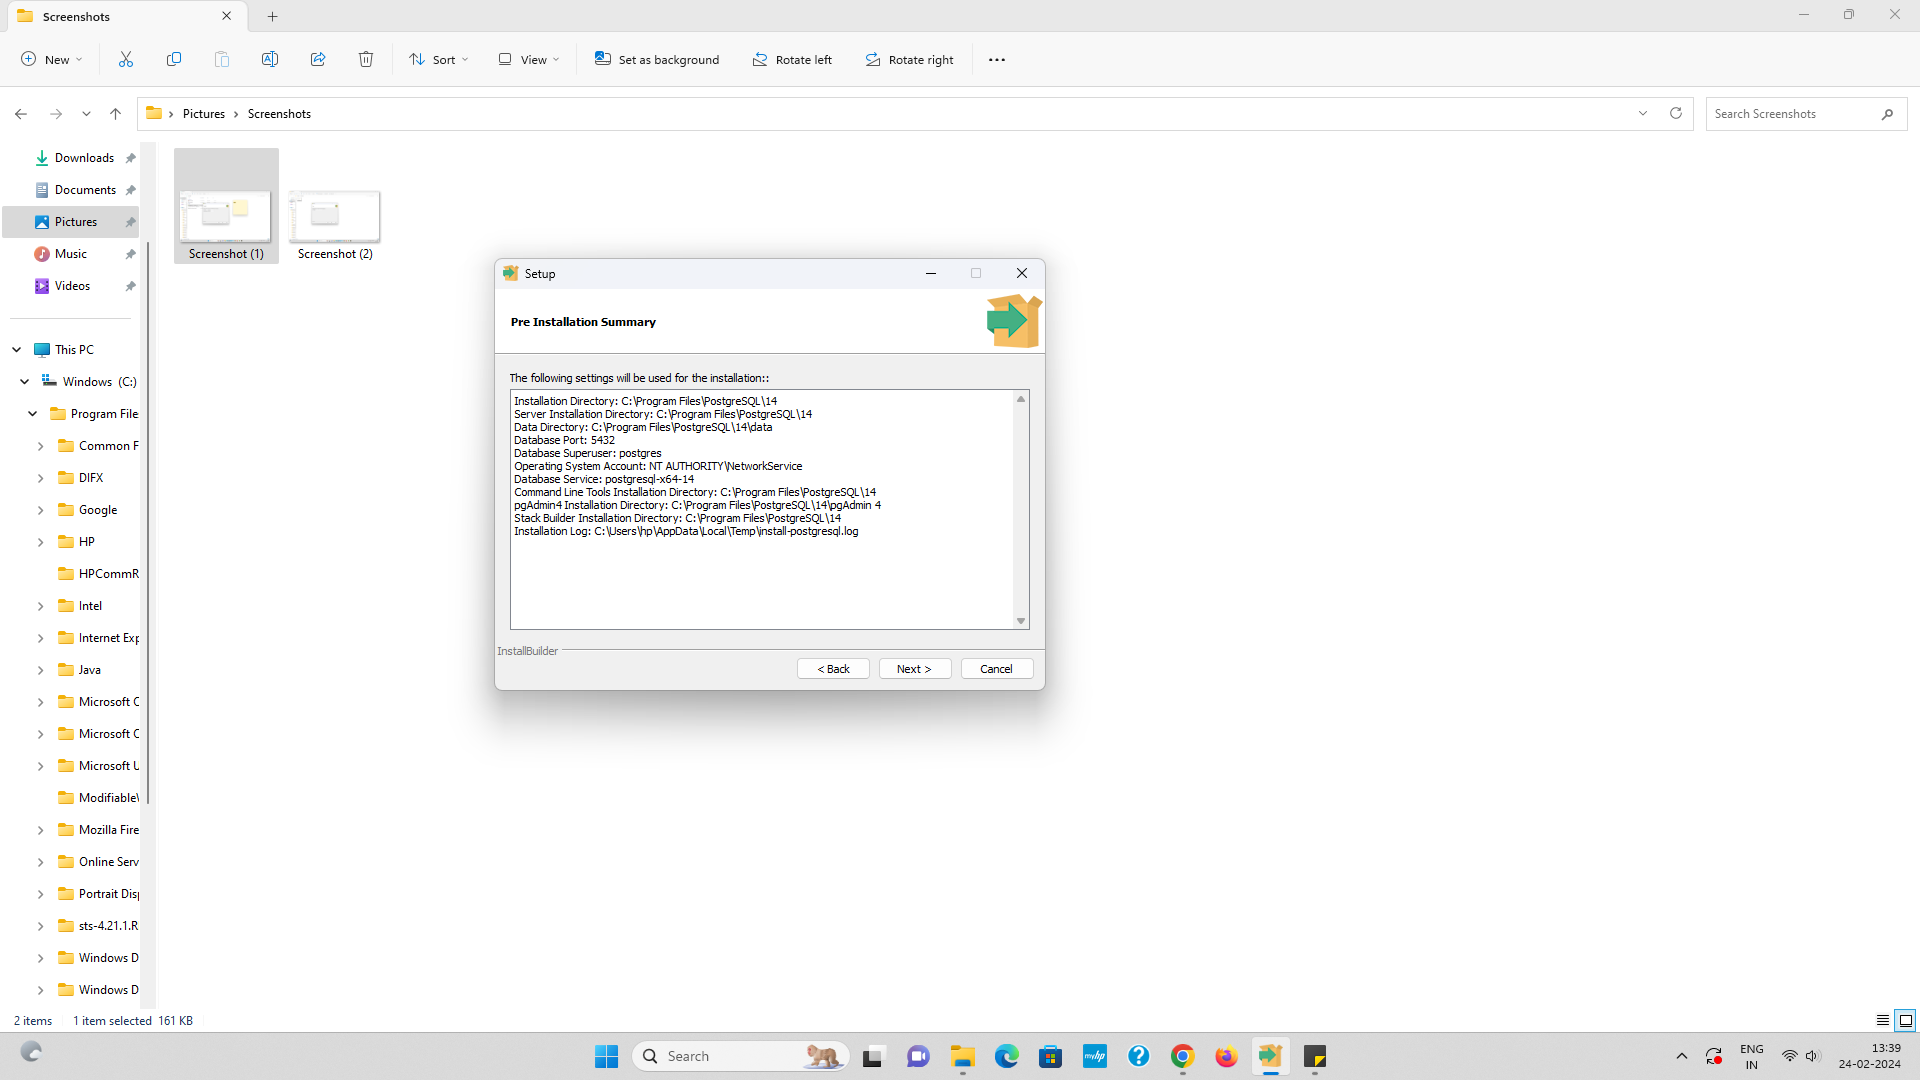 Screenshots
New
Sort
View
Set as background
Rotate left
Rotate right
Pictures
Screenshots
Search Screenshots
Downloads
Documents
Pictures
Music
Videos
This PC
Windows (C:)
Program File
Common F
DIFX
Google
HP
HPCommR
Intel
Internet Exp
Java
Microsoft O
Microsoft O
Microsoft U
Modifiable\
Mozilla Fire
Online Serv
Portrait Disp
sts-4.21.1.R
Windows D
Windows D
Screenshot (1)
Screenshot (2)
Setup
Pre Installation Summary
The following settings will be used for the installation::
Installation Directory: C:\Program Files\PostgreSQL\14
Server Installation Directory: C:\Program Files\PostgreSQL\14
Data Directory: C:\Program Files\PostgreSQL\14\data
Database Port: 5432
Database Superuser: postgres
Operating System Account: NT AUTHORITY\NetworkService
Database Service: postgresql-x64-14
Command Line Tools Installation Directory: C:\Program Files\PostgreSQL\14
pgAdmin4 Installation Directory: C:\Program Files\PostgreSQL\14\pgAdmin 4
Stack Builder Installation Directory: C:\Program Files\PostgreSQL\14
Installation Log: C:\Users\hp\AppData\Local\Temp\install-postgresql.log
InstallBuilder
< Back
Next >
Cancel
2 items
1 item selected 161 KB
Search
myhp
ENG
IN
13:39
24-02-2024